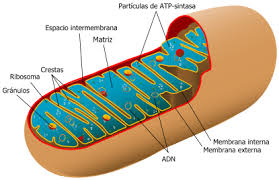 Partículas de ATP-sintasa
Espacio intermembrana
Matriz
Crestas
Ribosoma
Gránulos
Membrana interna
Membrana externa
ADN